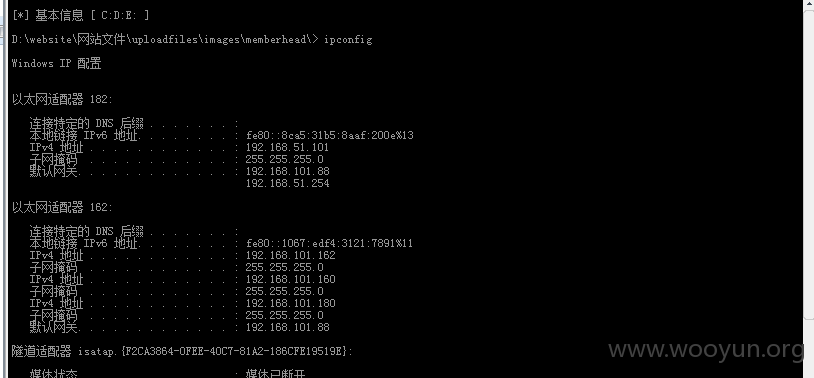 [*] 基本信息 [ C:D:E: ]
D:\website\网站文件\uploadfiles\images\memberhead\> ipconfig
Windows IP 配置
以太网适配器 182:
连接特定的 DNS 后缀 . . . . . . . :
本地链接 IPv6 地址. . . . . . . . : fe80::8ca5:31b5:8aaf:200e%13
IPv4 地址 . . . . . . . . . . . . : 192.168.51.101
子网掩码 . . . . . . . . . . . . : 255.255.255.0
默认网关. . . . . . . . . . . . . : 192.168.101.88
192.168.51.254
以太网适配器 162:
连接特定的 DNS 后缀 . . . . . . . :
本地链接 IPv6 地址. . . . . . . . : fe80::1067:edf4:3121:7891%11
IPv4 地址 . . . . . . . . . . . . : 192.168.101.162
子网掩码 . . . . . . . . . . . . : 255.255.255.0
IPv4 地址 . . . . . . . . . . . . : 192.168.101.160
子网掩码 . . . . . . . . . . . . : 255.255.255.0
IPv4 地址 . . . . . . . . . . . . : 192.168.101.180
子网掩码 . . . . . . . . . . . . : 255.255.255.0
默认网关. . . . . . . . . . . . . : 192.168.101.88
隧道适配器 isatap.{F2CA3864-0FEE-40C7-81A2-186CFE19519E}:
媒体状态 . . . . . . . . . . . . : 媒体已断开
www.wooyun.org